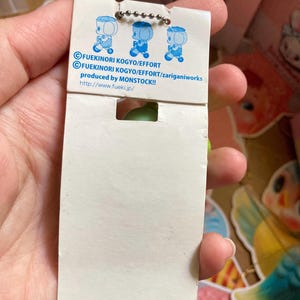 ©FUEKINORI KOGYO/EFFORT
©FUEKINORI KOGYO/EFFORT/zariganiworks
produced by MONSTOCK!!
http://www.fueki.jp/